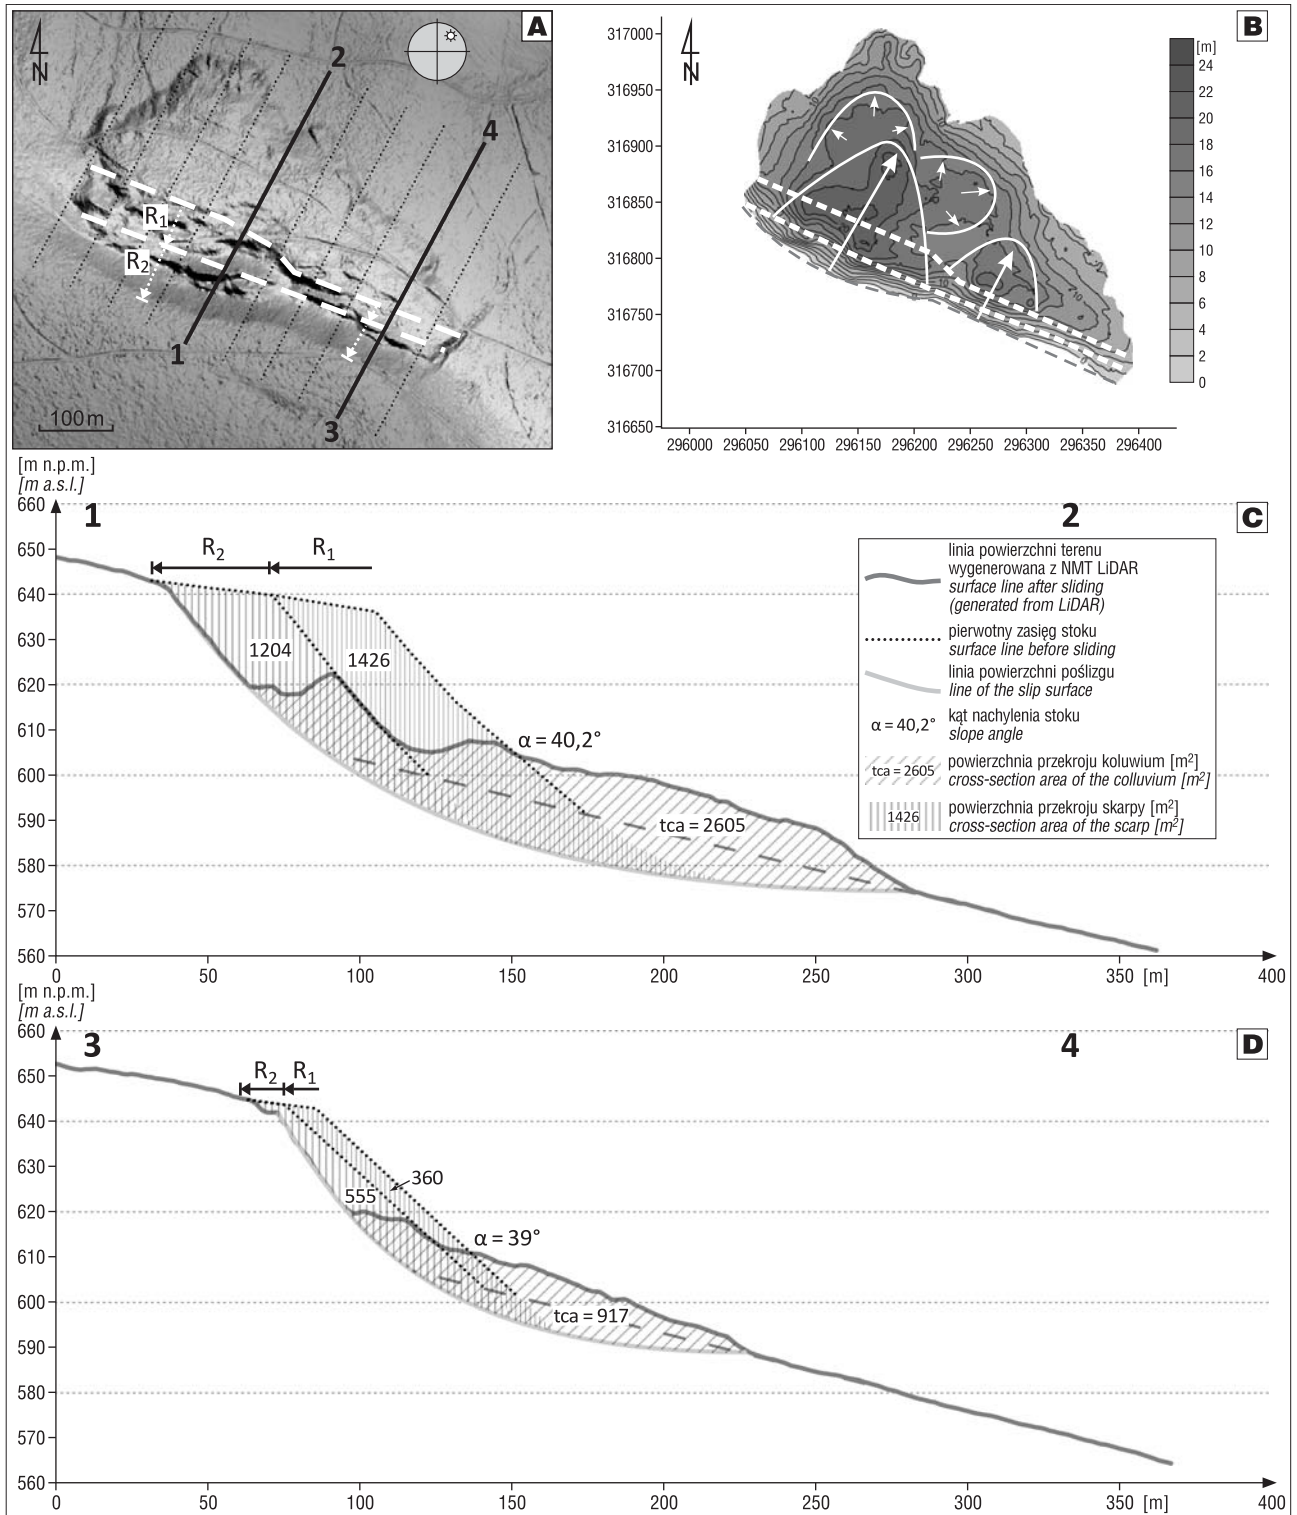 A
N
2
4
R1
R2
1
3
100 m
B
N
317000
316950
316900
316850
316800
316750
316700
316650
296000 296050 296100 296150 296200 296250 296300 296350 296400
[m]
24
22
20
18
16
14
12
10
8
6
4
2
0
10
10
0
[m n.p.m.]
[m a.s.l.]
C
1
2
660
650
640
630
620
610
600
590
580
570
560
R2 R1
1204
1426
α = 40,2°
tca = 2605
0 50 100 150 200 250 300 [m] 400
linia powierzchni terenu
wygenerowana z NMT LiDAR
surface line after sliding
(generated from LiDAR)
pierwotny zasięg stoku
surface line before sliding
linia powierzchni poślizgu
line of the slip surface
α = 40,2°
kąt nachylenia stoku
slope angle
tca = 2605
powierzchnia przekroju koluwium [m²]
cross-section area of the colluvium [m²]
1426
powierzchnia przekroju skarpy [m²]
cross-section area of the scarp [m²]
[m n.p.m.]
[m a.s.l.]
D
3
4
660
650
640
630
620
610
600
590
580
570
560
R2 R1
360
555
α = 39°
tca = 917
0 50 100 150 200 250 300 350 [m] 400